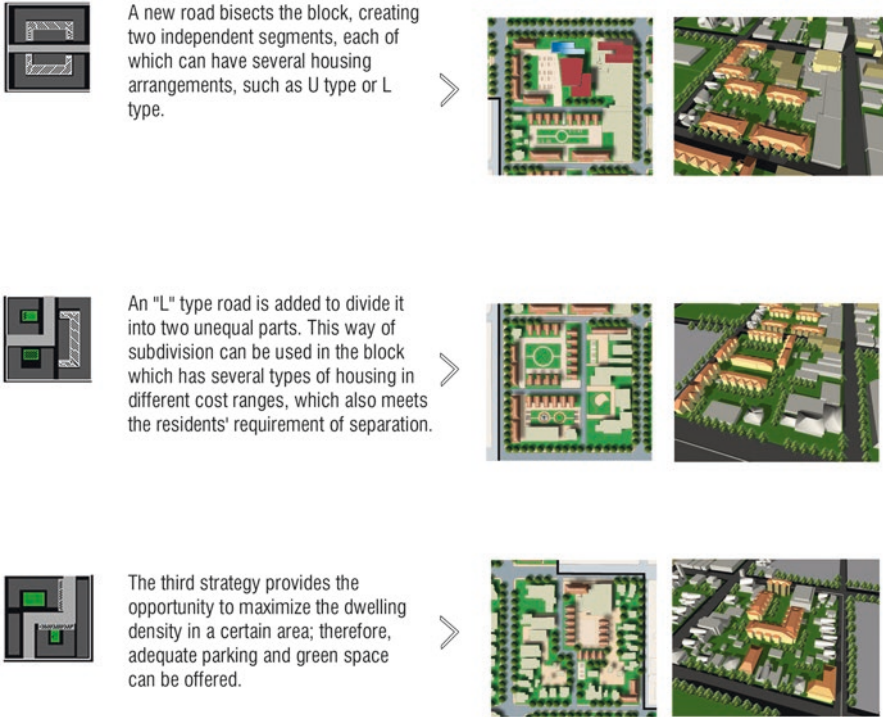 A new road bisects the block, creating
two independent segments, each of
which can have several housing
arrangements, such as U type or L
type.
An "L" type road is added to divide it
into two unequal parts. This way of
subdivision can be used in the block
which has several types of housing in
different cost ranges, which also meets
the residents' requirement of separation.
The third strategy provides the
opportunity to maximize the dwelling
density in a certain area; therefore,
adequate parking and green space
can be offered.